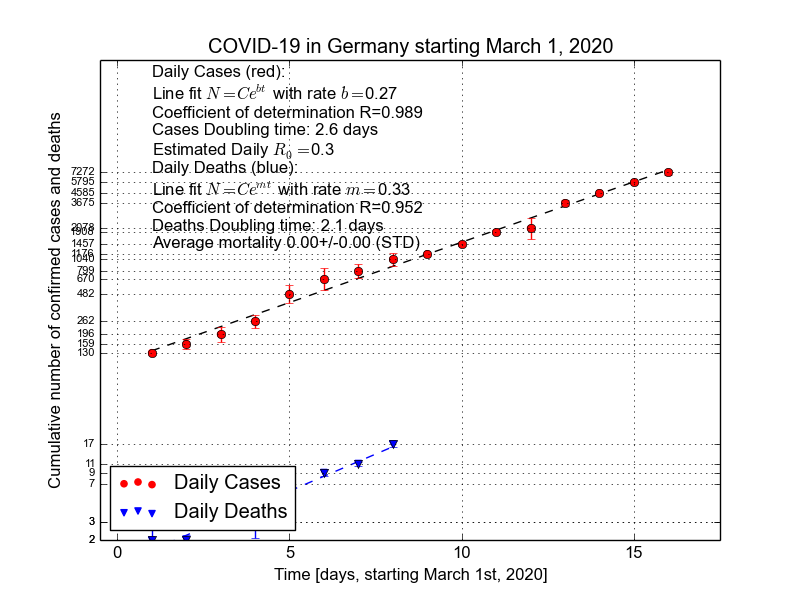 COVID-19 in Germany starting March 1, 2020
Daily Cases (red):
Line fit N=Ce^{bt} with rate b=0.27
Coefficient of determination R=0.989
Cases Doubling time: 2.6 days
Estimated Daily R_0=0.3
Daily Deaths (blue):
Line fit N=Ce^{mt} with rate m=0.33
Coefficient of determination R=0.952
Deaths Doubling time: 2.1 days
Average mortality 0.00+/-0.00 (STD)
Cumulative number of confirmed cases and deaths
7272
5795
4585
3675
2078
1908
1457
1176
1040
799
670
482
262
196
159
130
17
11
9
7
3
2
Daily Cases
Daily Deaths
0 5 10 15
Time [days, starting March 1st, 2020]